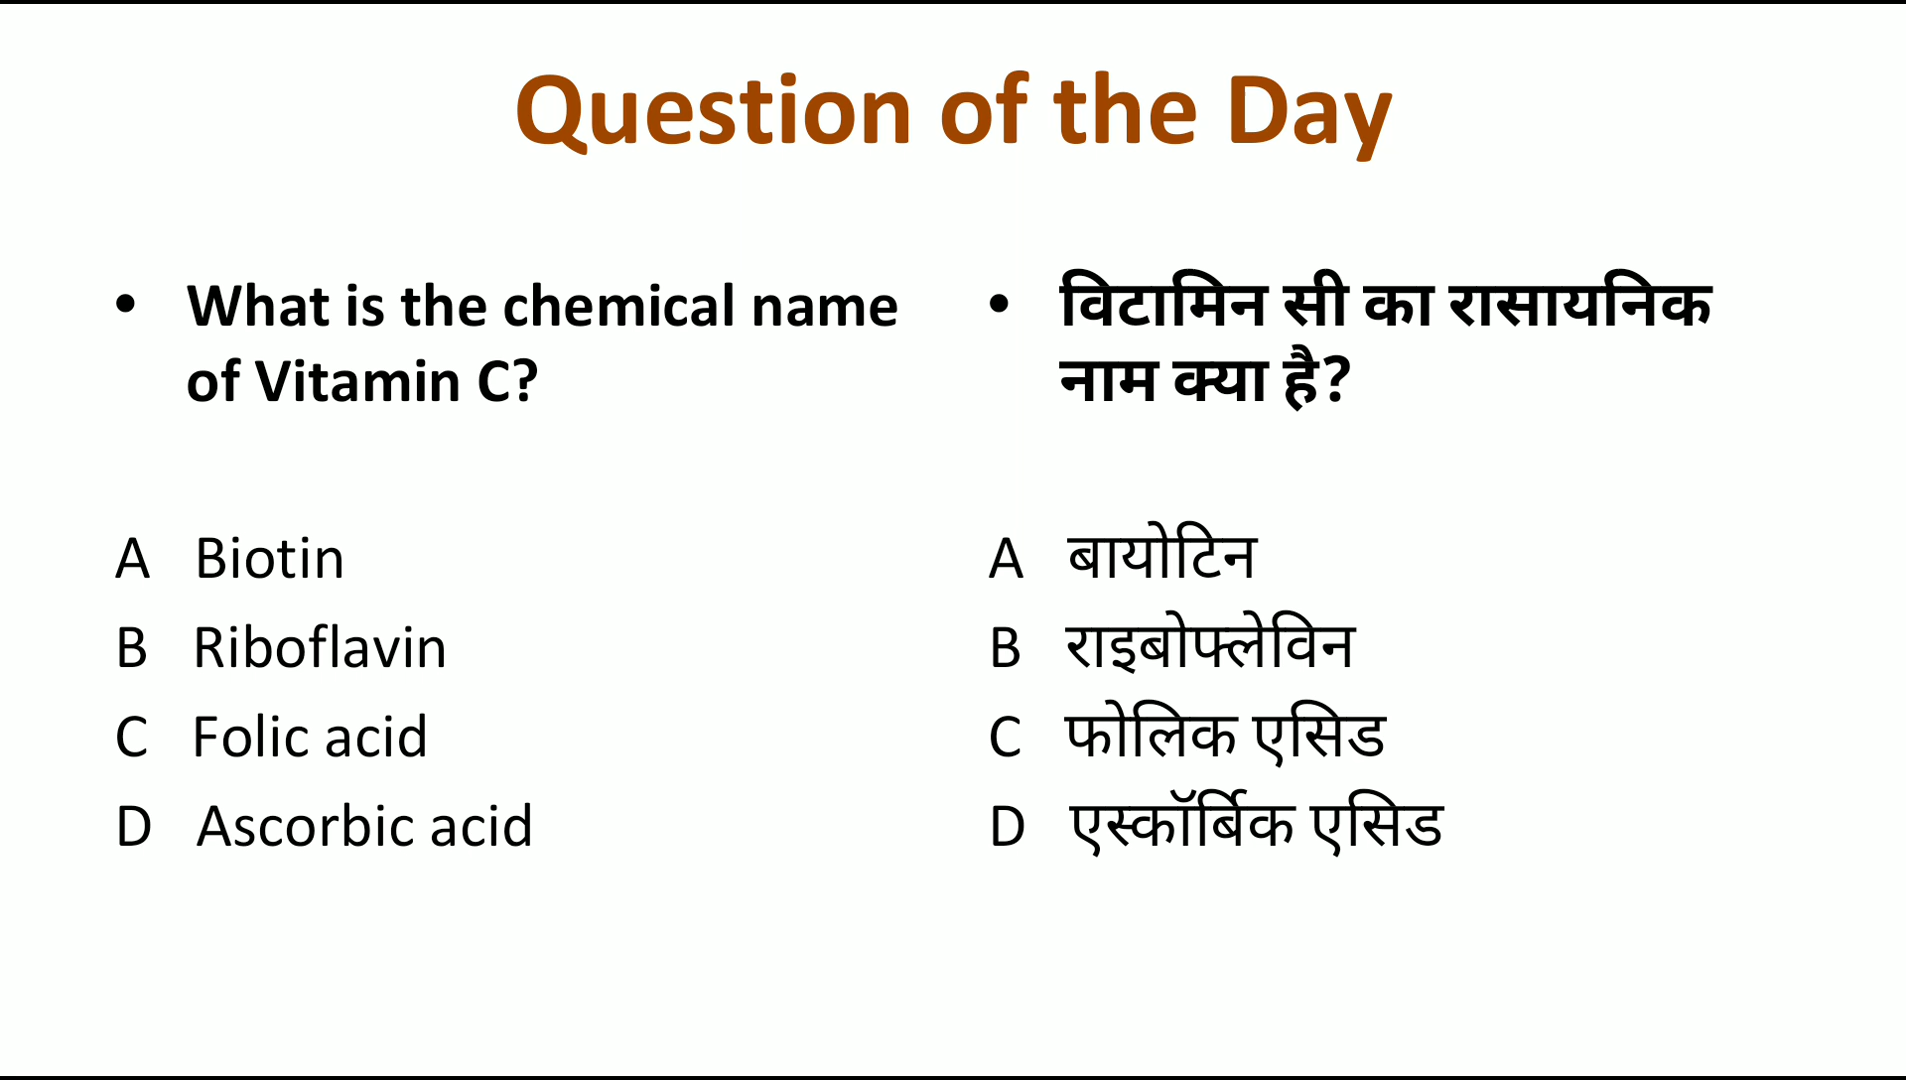 Question of the Day
• What is the chemical name
of Vitamin C?
A Biotin
B Riboflavin
C Folic acid
D Ascorbic acid
• विटामिन सी का रासायनिक
नाम क्या है?
A बायोटिन
B राइबोफ्लेविन
C फोलिक एसिड
D एस्कॉर्बिक एसिड